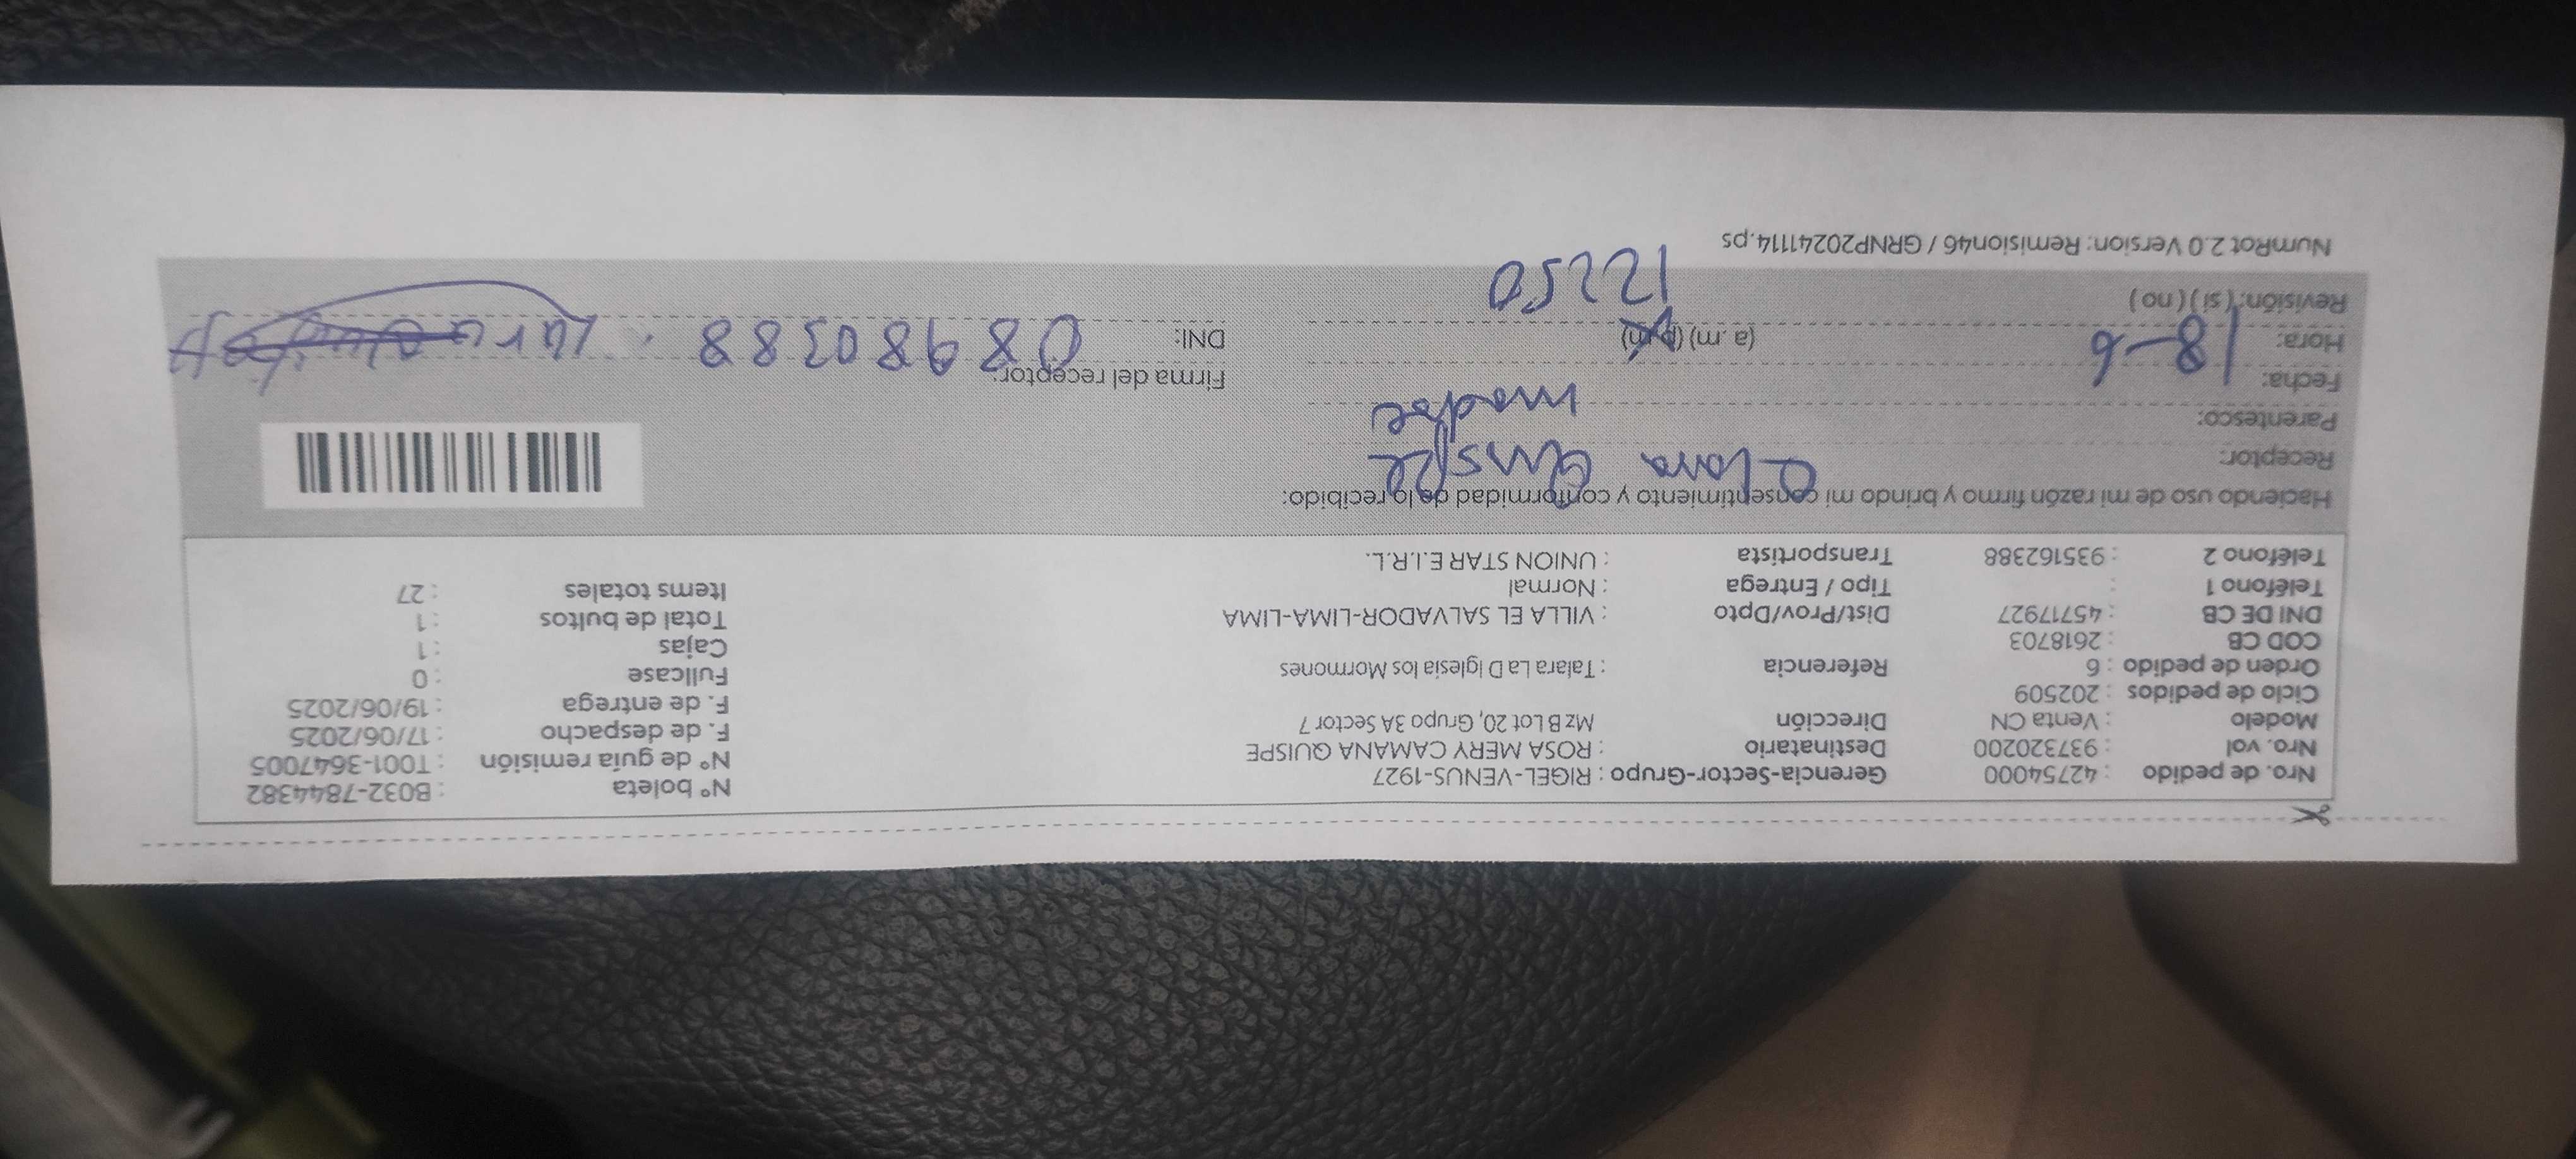 Nro. de pedido : 42754000 Gerencia-Sector-Grupo : RIGEL-VENUS-1927 N° boleta : B032-7844382
Nro. vol : 937320200 Destinatario : ROSA MERY CAMANA QUISPE N° de guía remisión : T001-3647005
Modelo : Venta CN Dirección MzB Lot 20, Grupo 3A Sector 7 F. de despacho : 17/06/2025
Ciclo de pedidos : 202509 F. de entrega : 19/06/2025
Orden de pedido : 6 Referencia : Talara La D Iglesia los Mormones Fullcase : 0
COD CB : 2618703 Cajas : 1
DNI DE CB : 45717927 Dist/Prov/Dpto : VILLA EL SALVADOR-LIMA-LIMA Total de bultos : 1
Teléfono 1 : Tipo / Entrega : Normal Items totales : 27
Teléfono 2 : 935162388 Transportista : UNION STAR E.I.R.L.
Haciendo uso de mi razón firmo y brindo mi consentimiento y conformidad de lo recibido:
Receptor: Clara Quispe
Parentesco: madre
Fecha: 18-6 Firma del receptor:
Hora: (a .m) (p.m) DNI: 08980388
Revisión: ( si ) ( no ) 12250
NumRot 2.0 Version: Remision46 / GRNP20241114.ps